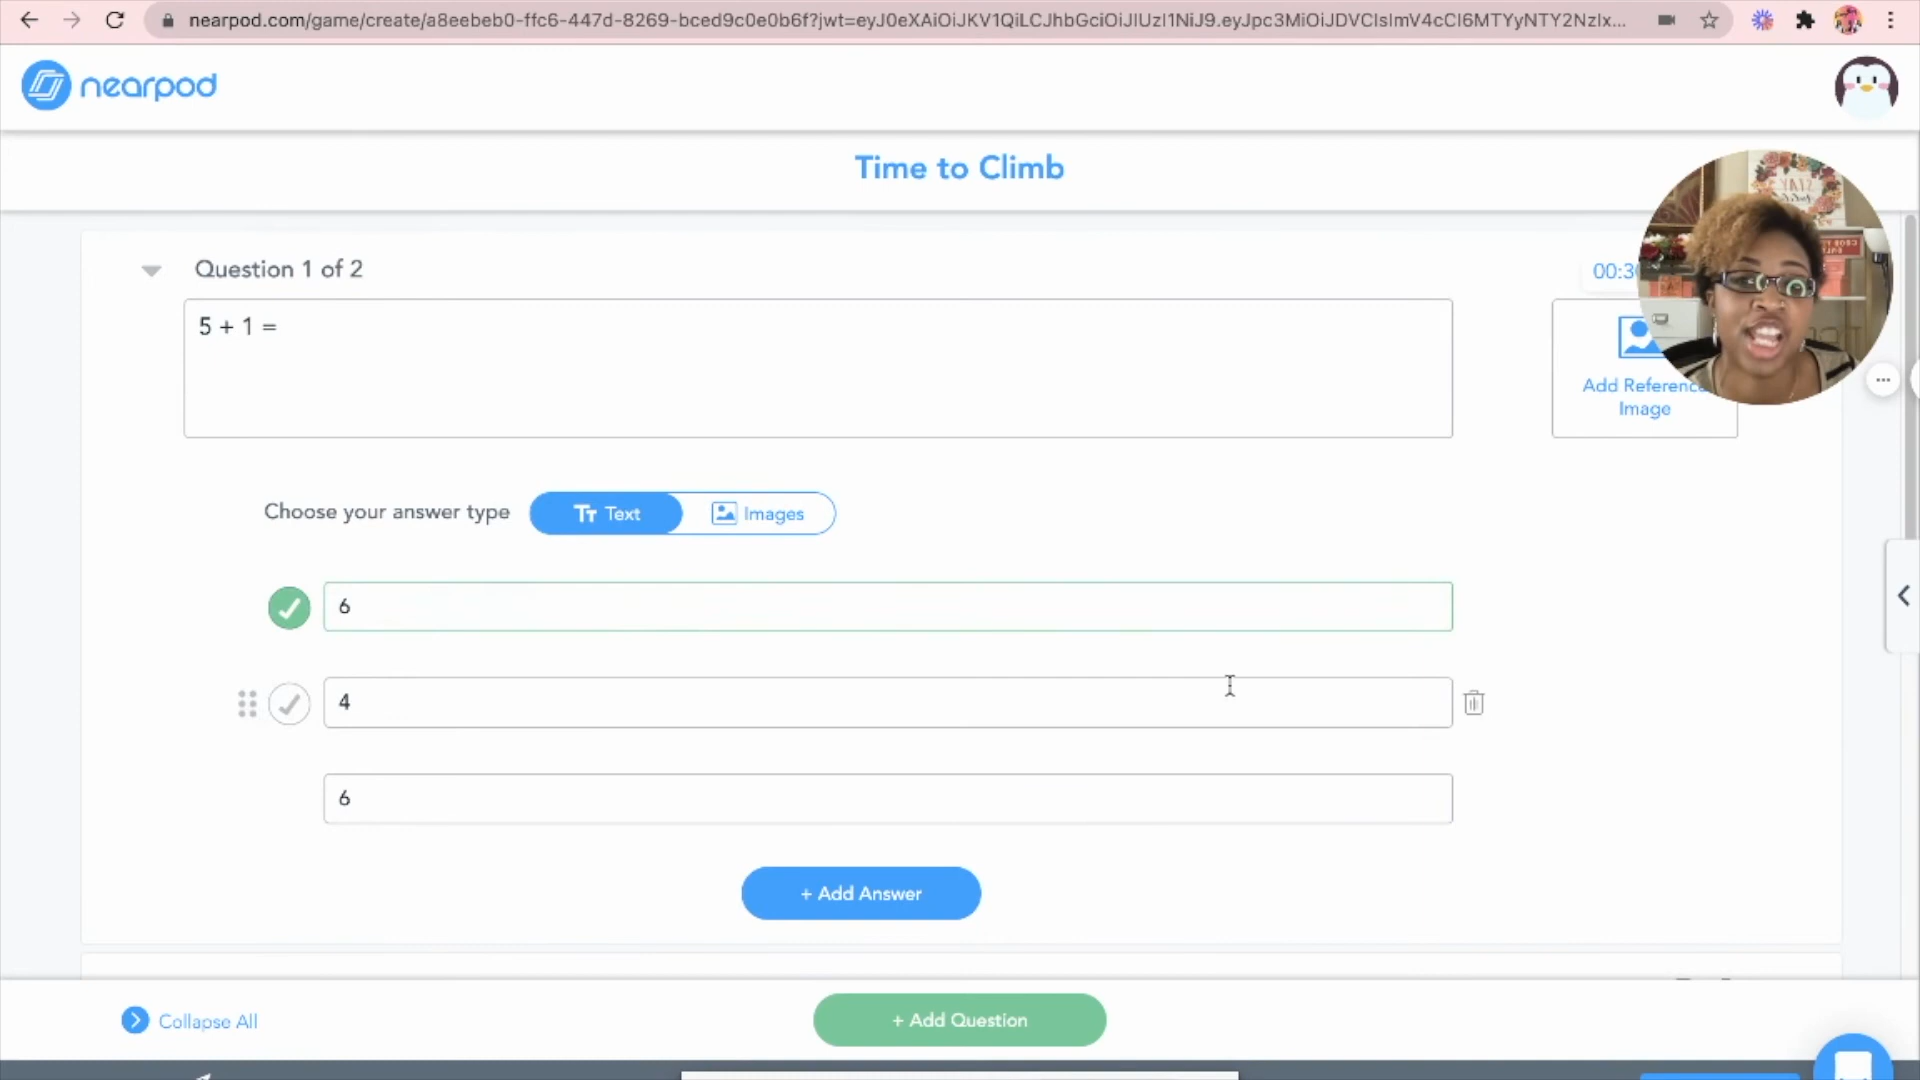 nearpod.com/game/create/a8eebeb0-ffc6-447d-8269-bced9c0e0b6f?jwt=eyJ0eXAiOiJKV1QiLCJhbGciOiJIUzI1NiJ9.eyJpc3MiOiJDVCIsImV4cCI6MTYyNTY2NzIx...
nearpod
Time to Climb
Question 1 of 2
00:30
5 + 1 =
Add Reference
Image
Choose your answer type
Text
Images
6
4
6
+ Add Answer
Collapse All
+ Add Question